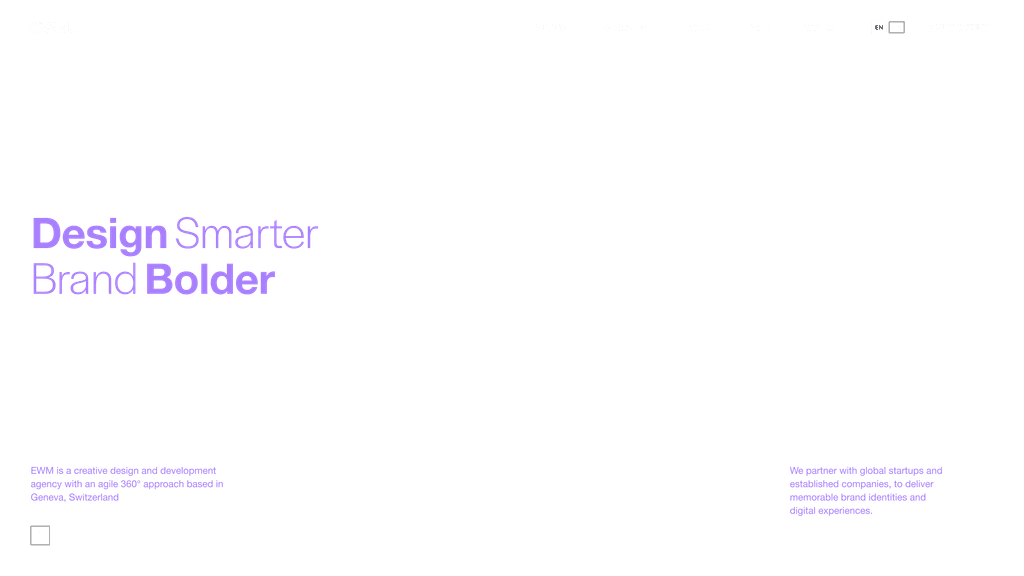 EN
Design Smarter
Brand Bolder
EWM is a creative design and development
agency with an agile 360° approach based in
Geneva, Switzerland
We partner with global startups and
established companies, to deliver
memorable brand identities and
digital experiences.